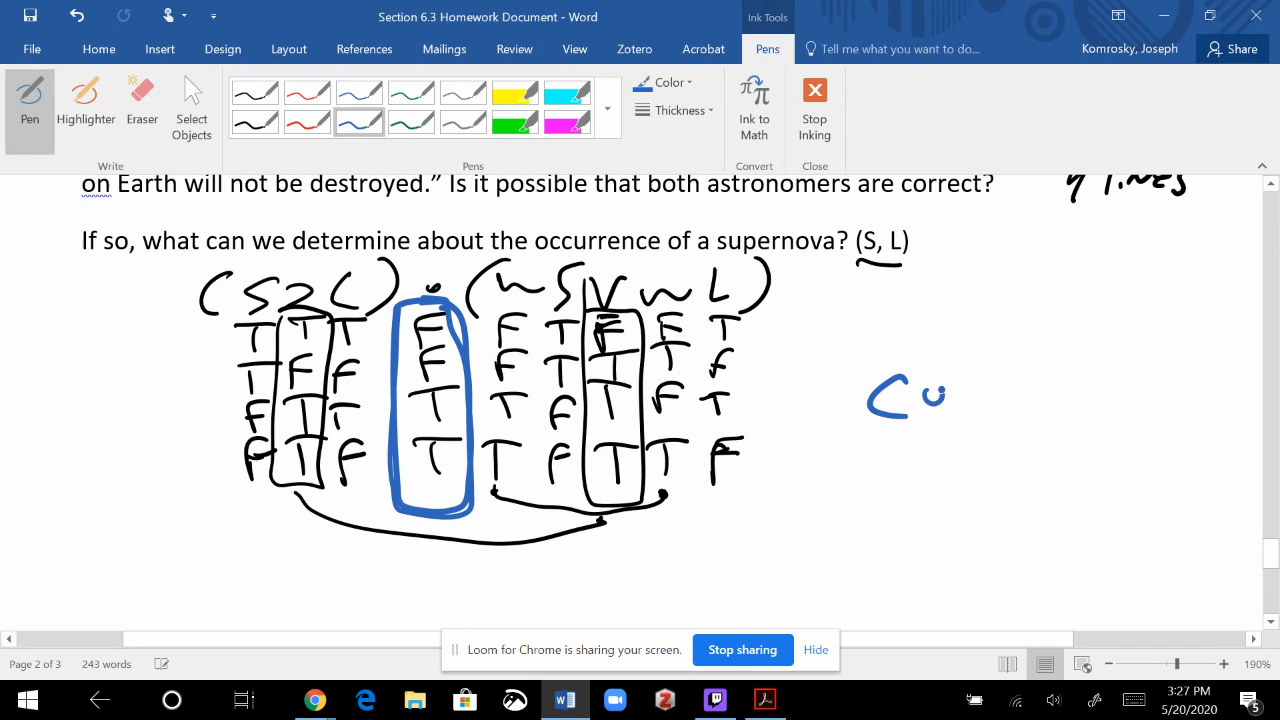 Section 6.3 Homework Document - Word
Ink Tools
File Home Insert Design Layout References Mailings Review View Zotero Acrobat Pens Tell me what you want to do... Komrosky, Joseph Share
Pen Highlighter Eraser Select Objects
Color Thickness
Ink to Math
Stop Inking
Write Pens Convert Close
on Earth will not be destroyed.” Is it possible that both astronomers are correct?
4 lines
If so, what can we determine about the occurrence of a supernova? (S, L)
(S ⊃ L) • (~ S V ~ L)
T T T F F T F F T
T F F F F T T T F
F T T T T F T F T
F T F T T F T T F
Loom for Chrome is sharing your screen. Stop sharing Hide
Page 2 of 3 243 words 190%
3:27 PM
5/20/2020
5